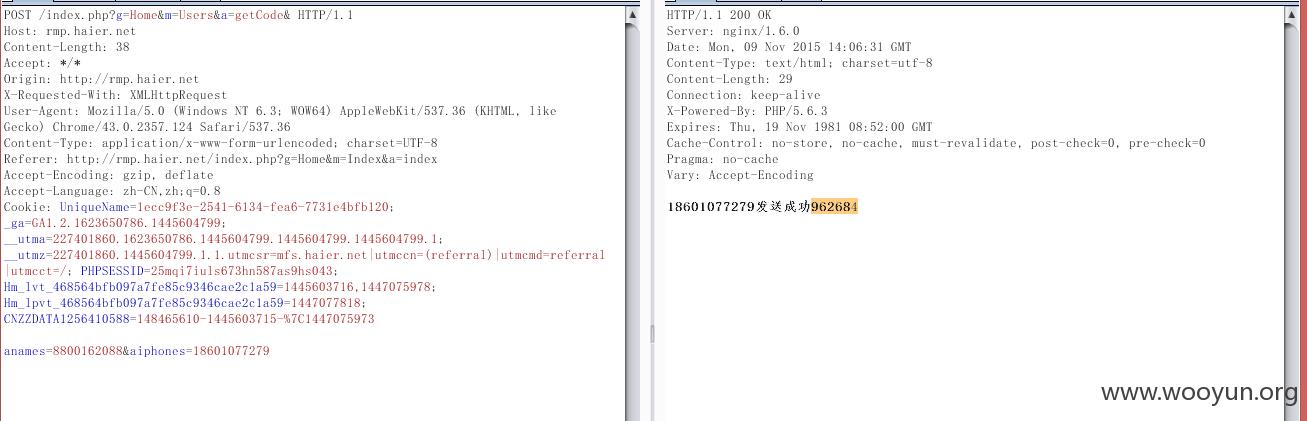 POST /index.php?g=Home&m=Users&a=getCode& HTTP/1.1
Host: rmp.haier.net
Content-Length: 38
Accept: */*
Origin: http://rmp.haier.net
X-Requested-With: XMLHttpRequest
User-Agent: Mozilla/5.0 (Windows NT 6.3; WOW64) AppleWebKit/537.36 (KHTML, like
Gecko) Chrome/43.0.2357.124 Safari/537.36
Content-Type: application/x-www-form-urlencoded; charset=UTF-8
Referer: http://rmp.haier.net/index.php?g=Home&m=Index&a=index
Accept-Encoding: gzip, deflate
Accept-Language: zh-CN,zh;q=0.8
Cookie: UniqueName=1ecc9f3e-2541-6134-fea6-7731e4bfb120;
_ga=GA1.2.1623650786.1445604799;
__utma=227401860.1623650786.1445604799.1445604799.1445604799.1;
__utmz=227401860.1445604799.1.1.utmcsr=mfs.haier.net|utmccn=(referral)|utmcmd=referral
|utmcct=/; PHPSESSID=25mqi7iuls673hn587as9hs043;
Hm_lvt_468564bfb097a7fe85c9346cae2c1a59=1445603716,1447075978;
Hm_lpvt_468564bfb097a7fe85c9346cae2c1a59=1447077818;
CNZZDATA1256410588=148465610-1445603715-%7C1447075973
anames=8800162088&aiphones=18601077279
HTTP/1.1 200 OK
Server: nginx/1.6.0
Date: Mon, 09 Nov 2015 14:06:31 GMT
Content-Type: text/html; charset=utf-8
Content-Length: 29
Connection: keep-alive
X-Powered-By: PHP/5.6.3
Expires: Thu, 19 Nov 1981 08:52:00 GMT
Cache-Control: no-store, no-cache, must-revalidate, post-check=0, pre-check=0
Pragma: no-cache
Vary: Accept-Encoding
18601077279发送成功962684
www.wooyun.org